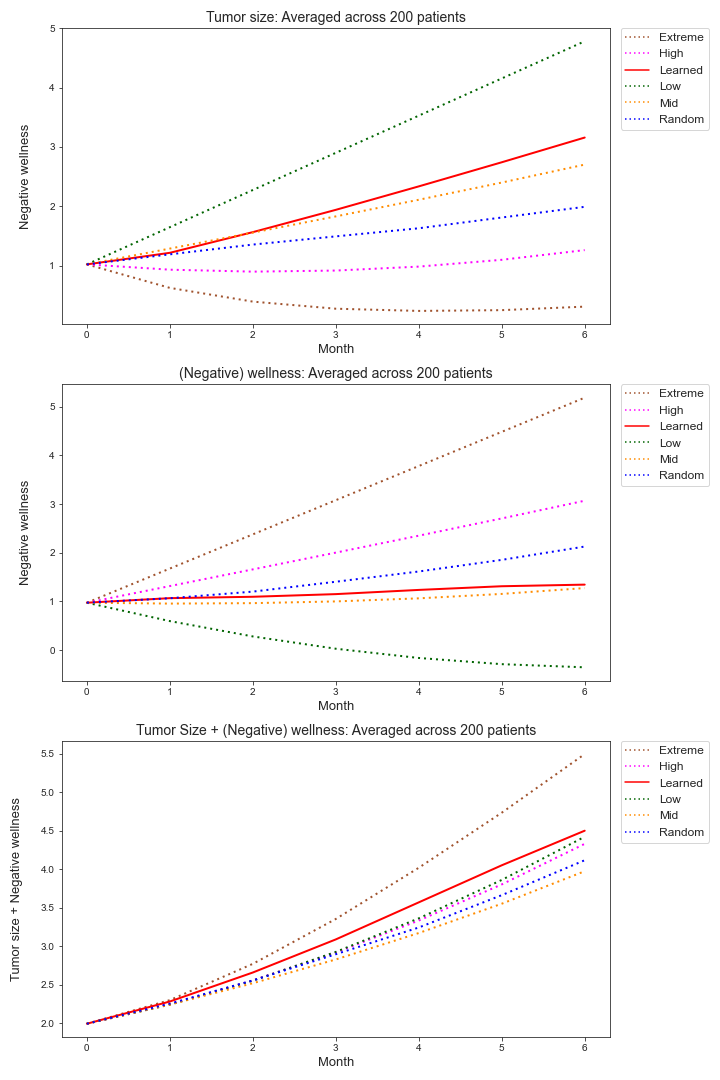 Tumor size: Averaged across 200 patients
Negative wellness
5
4
3
2
1
0 1 2 3 4 5 6
Month
Extreme
High
Learned
Low
Mid
Random
(Negative) wellness: Averaged across 200 patients
Negative wellness
5
4
3
2
1
0
0 1 2 3 4 5 6
Month
Extreme
High
Learned
Low
Mid
Random
Tumor Size + (Negative) wellness: Averaged across 200 patients
Tumor size + Negative wellness
5.5
5.0
4.5
4.0
3.5
3.0
2.5
2.0
0 1 2 3 4 5 6
Month
Extreme
High
Learned
Low
Mid
Random